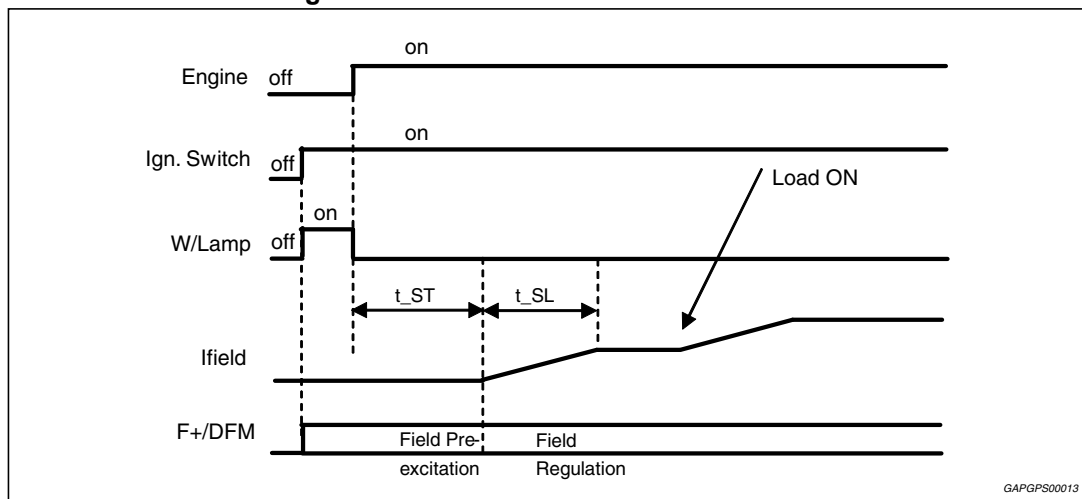 on
Engine off
on
Ign. Switch off
Load ON
on
W/Lamp off
t_ST t_SL
Ifield
F+/DFM Field Pre- Field
excitation Regulation
GAPGPS00013